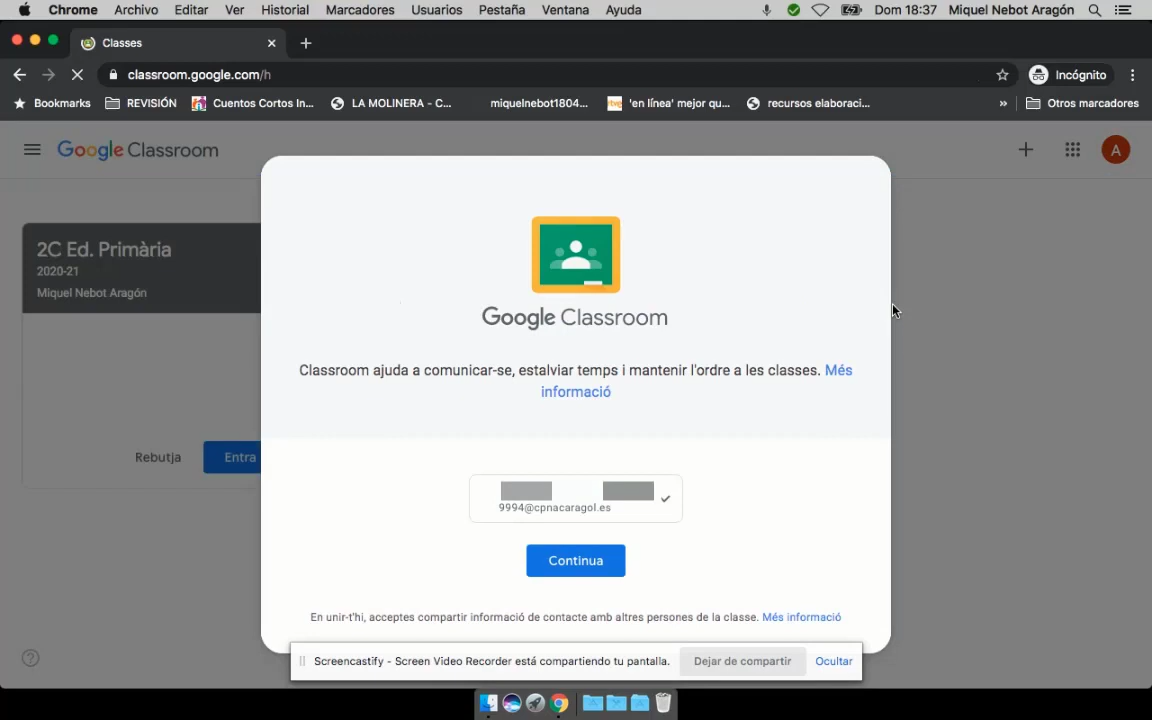 Chrome Archivo Editar Ver Historial Marcadores Usuarios Pestaña Ventana Ayuda Dom 18:37 Miquel Nebot Aragón
Classes
classroom.google.com/h Incógnito
Bookmarks REVISIÓN Cuentos Cortos In... LA MOLINERA - C... miquelnebot1804... rtve 'en línea' mejor qu... recursos elaboraci... » Otros marcadores
Google Classroom A
2C Ed. Primària
2020-21
Miquel Nebot Aragón
Rebutja Entra
Google Classroom
Classroom ajuda a comunicar-se, estalviar temps i mantenir l'ordre a les classes. Més
informació
9994@cpnacaragol.es
Continua
En unir-t'hi, acceptes compartir informació de contacte amb altres persones de la classe. Més informació
Screencastify - Screen Video Recorder está compartiendo tu pantalla. Dejar de compartir Ocultar